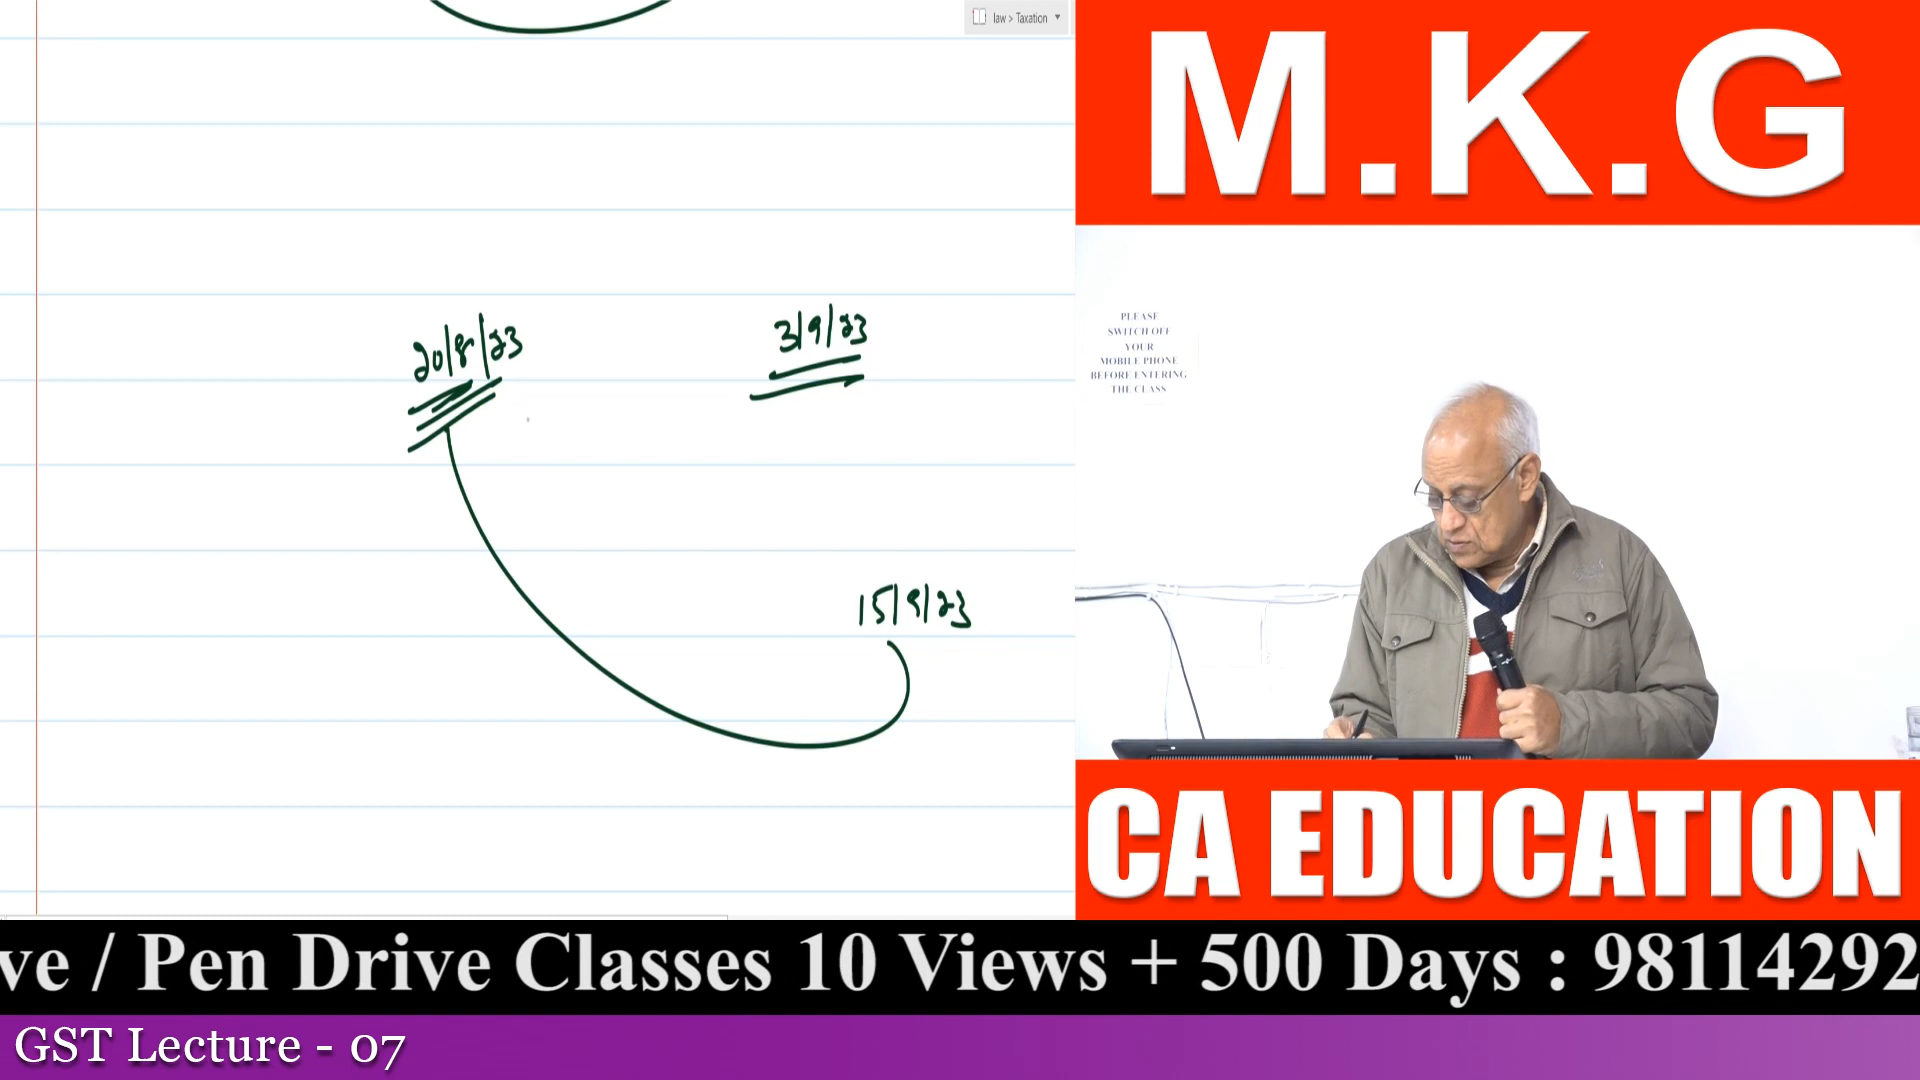 law > Taxation
20/8/23
3/9/23
15/9/23
M.K.G
PLEASE
SWITCH OFF
YOUR
MOBILE PHONE
BEFORE ENTERING
THE CLASS
CA EDUCATION
ve / Pen Drive Classes 10 Views + 500 Days : 98114292
GST Lecture - 07